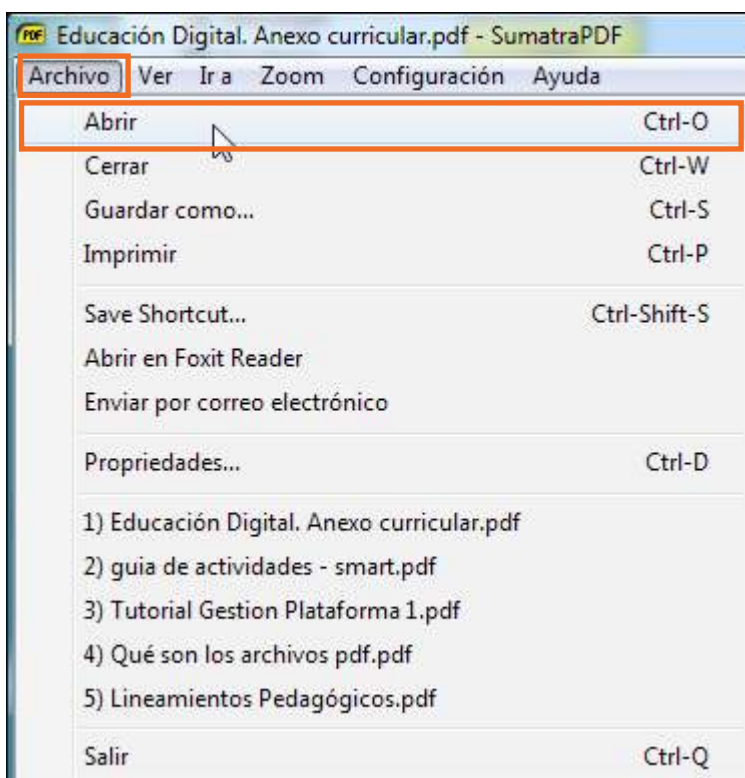 PDF Educación Digital. Anexo curricular.pdf - SumatraPDF
Archivo Ver Ir a Zoom Configuración Ayuda
Abrir Ctrl-O
Cerrar Ctrl-W
Guardar como... Ctrl-S
Imprimir Ctrl-P
Save Shortcut... Ctrl-Shift-S
Abrir en Foxit Reader
Enviar por correo electrónico
Propriedades... Ctrl-D
1) Educación Digital. Anexo curricular.pdf
2) guia de actividades - smart.pdf
3) Tutorial Gestion Plataforma 1.pdf
4) Qué son los archivos pdf.pdf
5) Lineamientos Pedagógicos.pdf
Salir Ctrl-Q